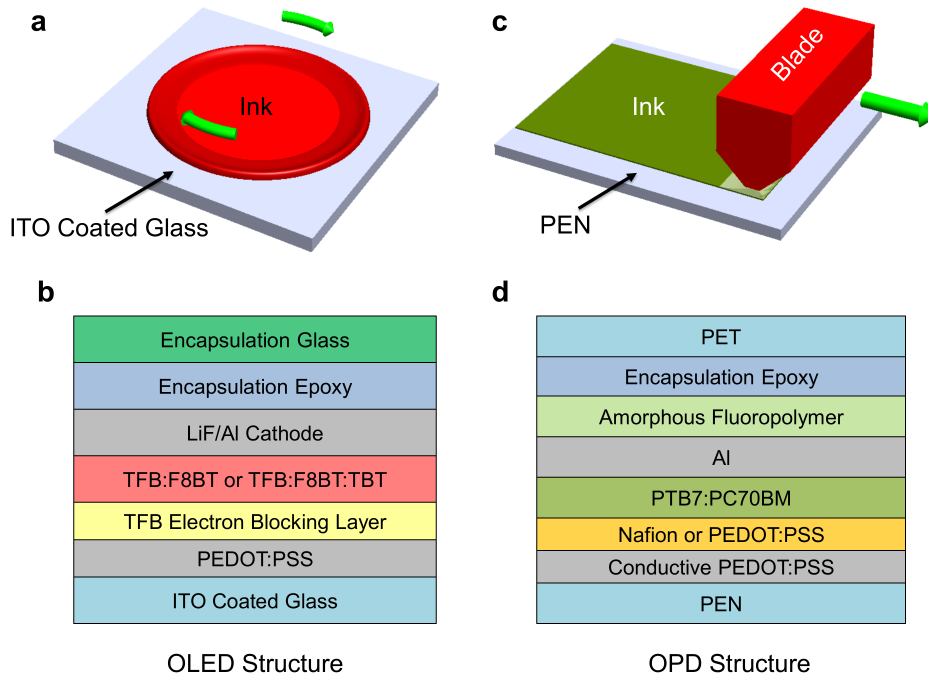 a
Ink
ITO Coated Glass
c
Blade
Ink
PEN
b
Encapsulation Glass
Encapsulation Epoxy
LiF/Al Cathode
TFB:F8BT or TFB:F8BT:TBT
TFB Electron Blocking Layer
PEDOT:PSS
ITO Coated Glass
OLED Structure
d
PET
Encapsulation Epoxy
Amorphous Fluoropolymer
Al
PTB7:PC70BM
Nafion or PEDOT:PSS
Conductive PEDOT:PSS
PEN
OPD Structure